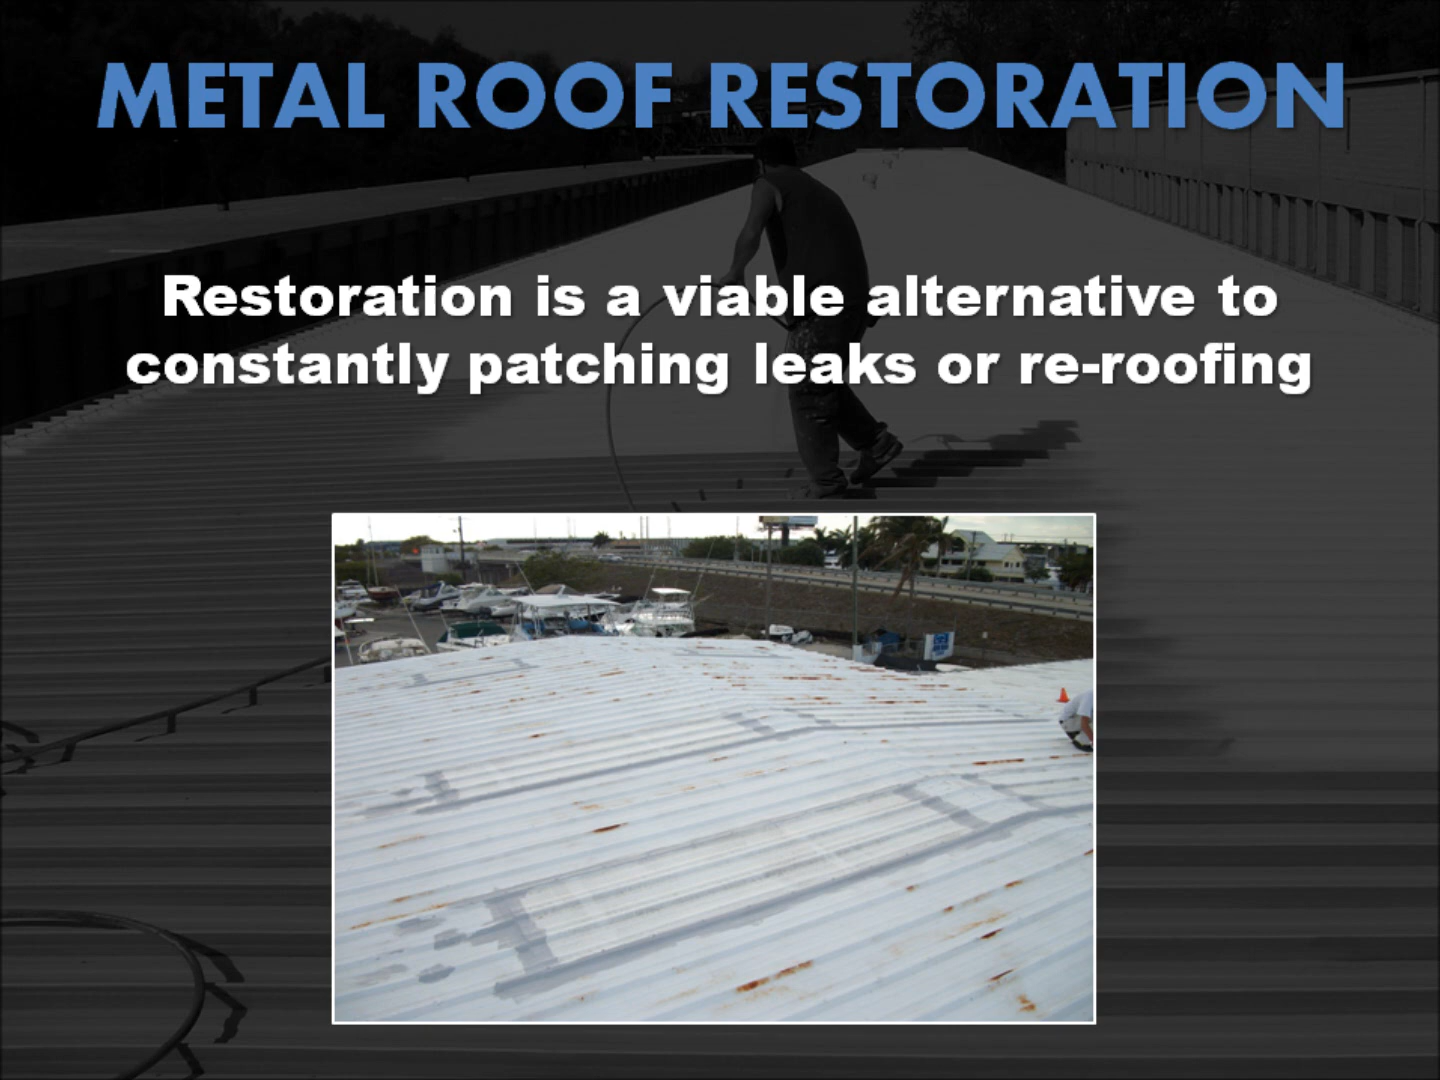 METAL ROOF RESTORATION
Restoration is a viable alternative to
constantly patching leaks or re-roofing